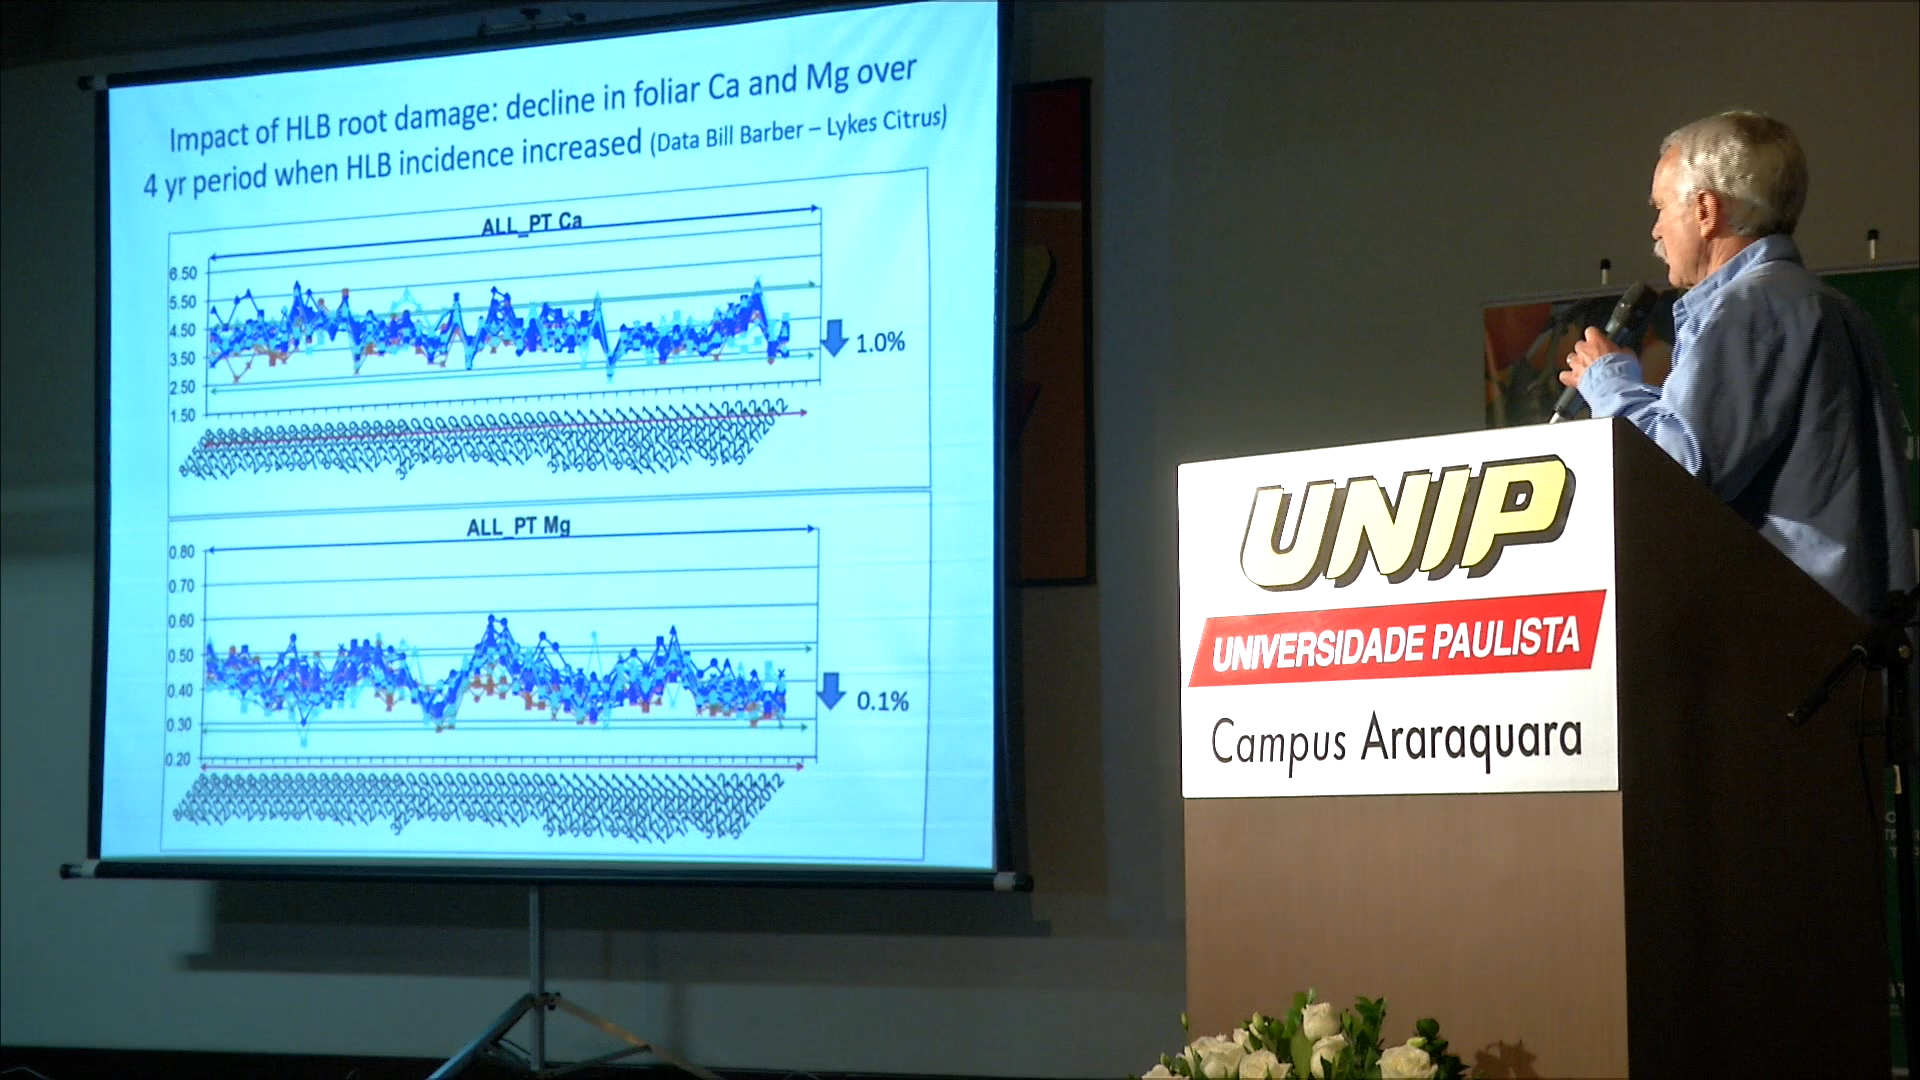 Impact of HLB root damage: decline in foliar Ca and Mg over
4 yr period when HLB incidence increased (Data Bill Barber – Lykes Citrus)
ALL_PT Ca
6.50
5.50
4.50
3.50
2.50
1.50
1.0%
ALL_PT Mg
0.80
0.70
0.60
0.50
0.40
0.30
0.20
0.1%
UNIP
UNIVERSIDADE PAULISTA
Campus Araraquara